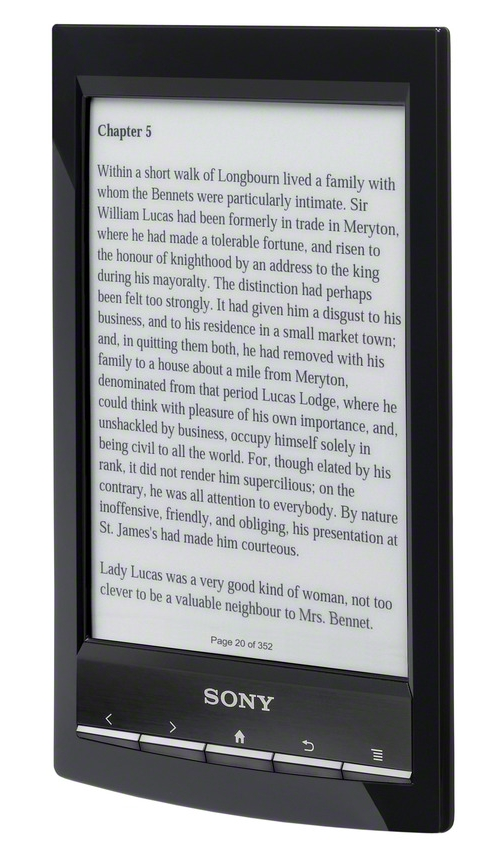 Chapter 5
Within a short walk of Longbourn lived a family with
whom the Bennets were particularly intimate. Sir
William Lucas had been formerly in trade in Meryton,
where he had made a tolerable fortune, and risen to
the honour of knighthood by an address to the king
during his mayoralty. The distinction had perhaps
been felt too strongly. It had given him a disgust to his
business, and to his residence in a small market town;
and, in quitting them both, he had removed with his
family to a house about a mile from Meryton,
denominated from that period Lucas Lodge, where he
could think with pleasure of his own importance, and,
unshackled by business, occupy himself solely in
being civil to all the world. For, though elated by his
rank, it did not render him supercilious; on the
contrary, he was all attention to everybody. By nature
inoffensive, friendly, and obliging, his presentation at
St. James's had made him courteous.
Lady Lucas was a very good kind of woman, not too
clever to be a valuable neighbour to Mrs. Bennet.
Page 20 of 352
SONY